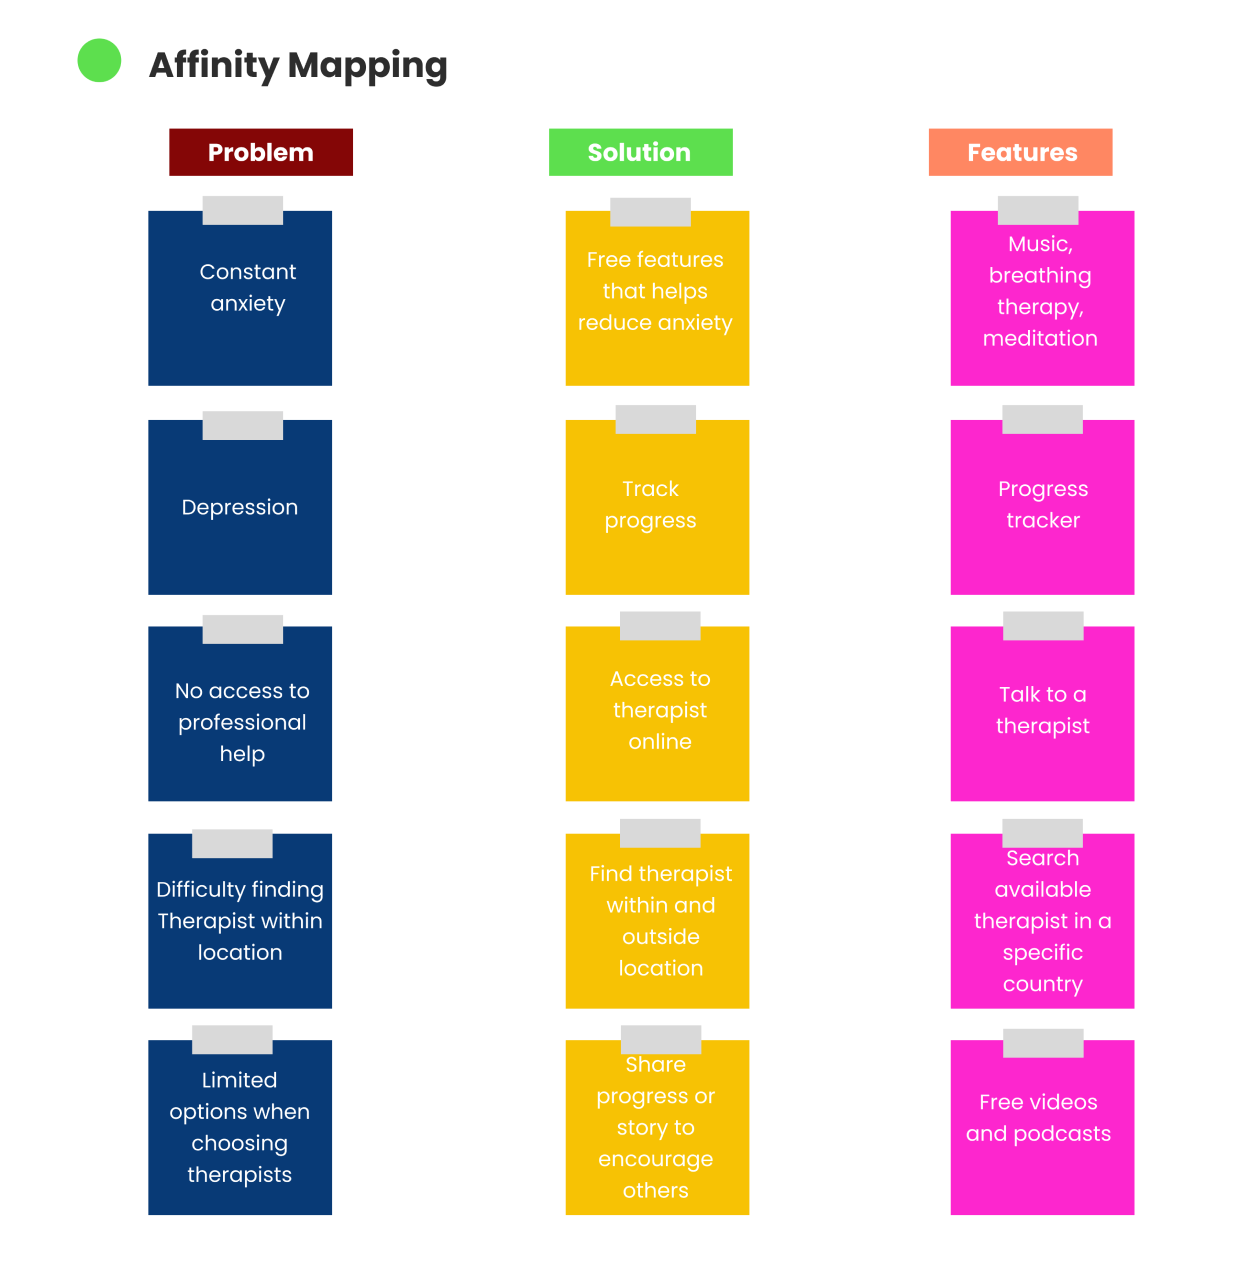 Affinity Mapping
Problem
Solution
Features
Constant
anxiety
Free features
that helps
reduce anxiety
Music,
breathing
therapy,
meditation
Depression
Track
progress
Progress
tracker
No access to
professional
help
Access to
therapist
online
Talk to a
therapist
Difficulty finding
Therapist within
location
Find therapist
within and
outside
location
Search
available
therapist in a
specific
country
Limited
options when
choosing
therapists
Share
progress or
story to
encourage
others
Free videos
and podcasts